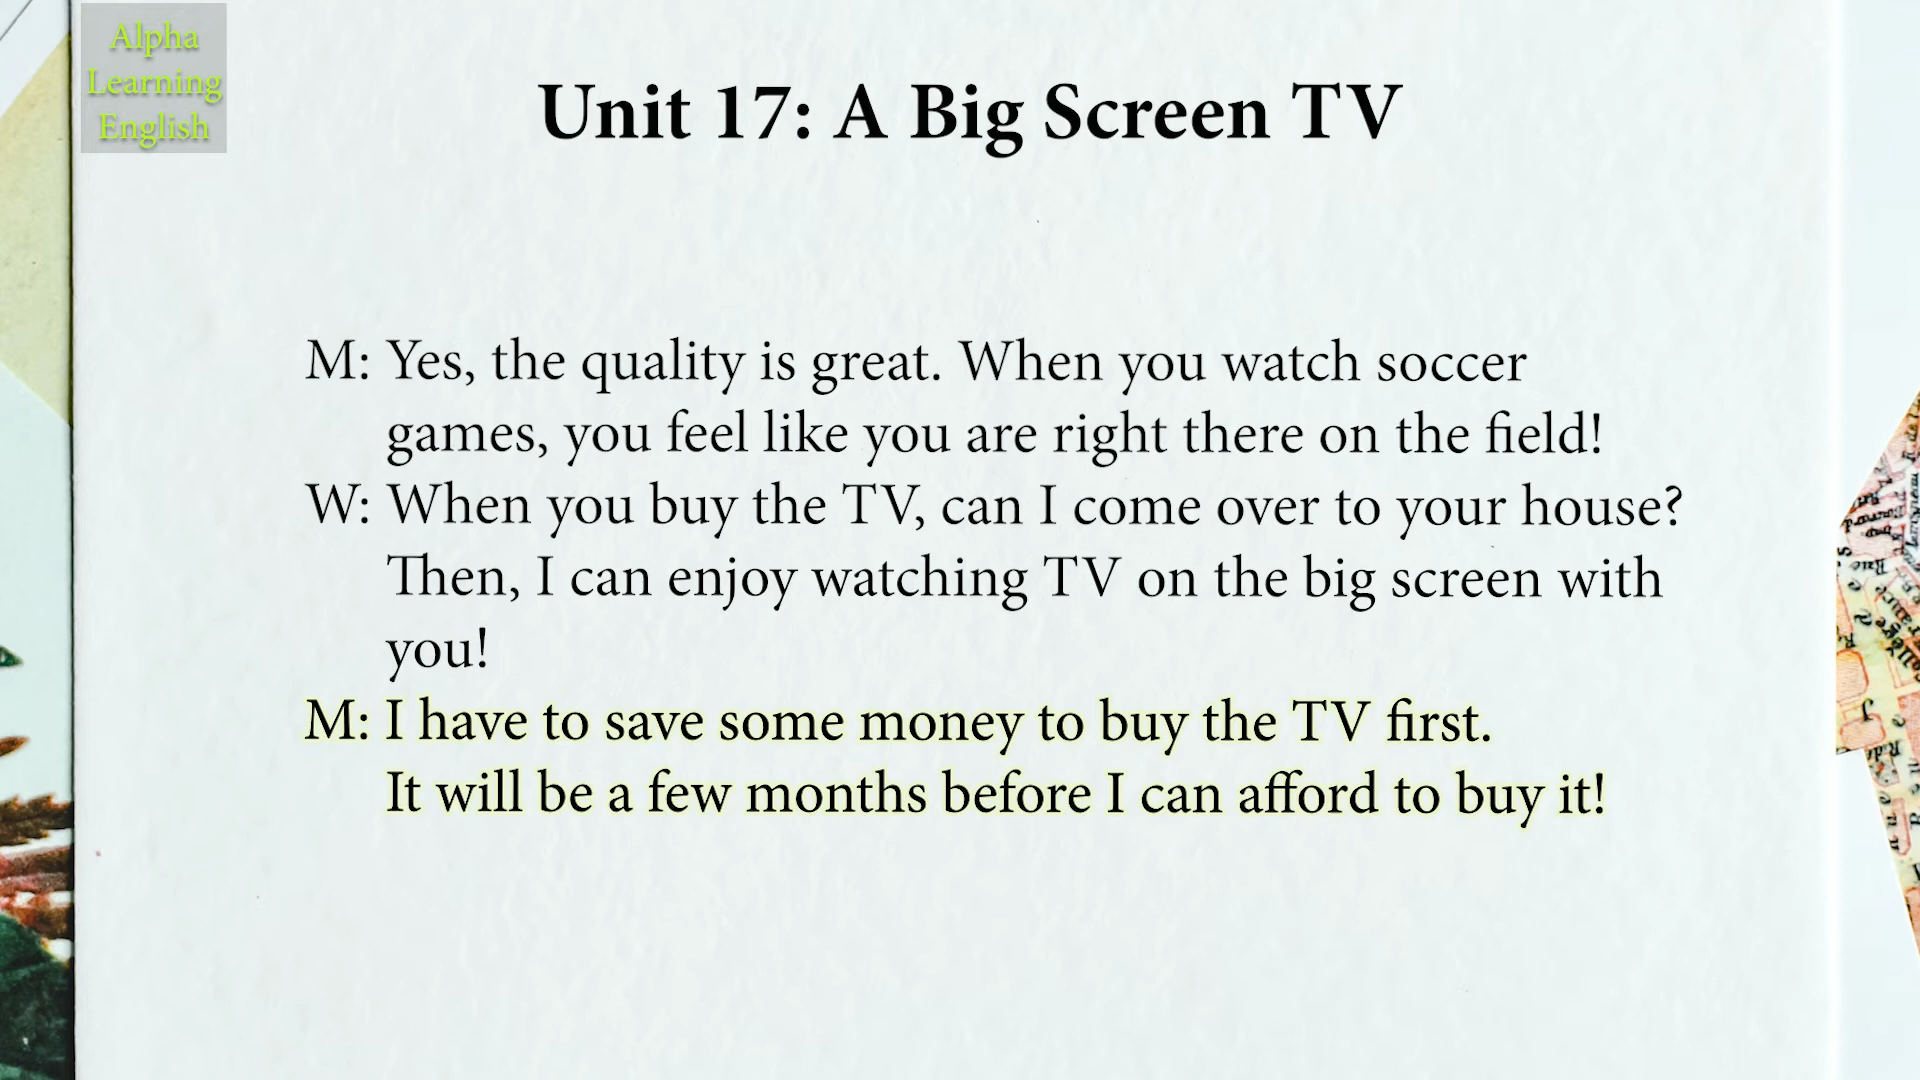 Alpha
Learning
English
Unit 17: A Big Screen TV
M: Yes, the quality is great. When you watch soccer
games, you feel like you are right there on the field!
W: When you buy the TV, can I come over to your house?
Then, I can enjoy watching TV on the big screen with
you!
M: I have to save some money to buy the TV first.
It will be a few months before I can afford to buy it!